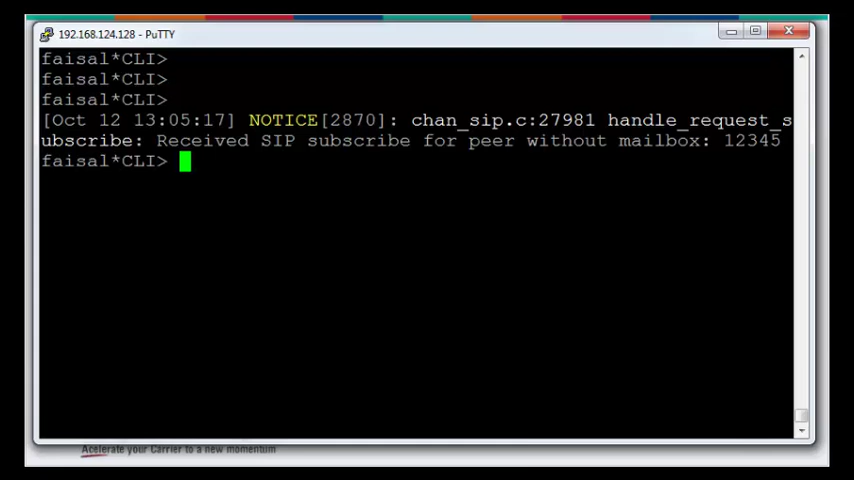 192.168.124.128 - PuTTY
faisal*CLI>
faisal*CLI>
faisal*CLI>
[Oct 12 13:05:17] NOTICE[2870]: chan_sip.c:27981 handle_request_s
ubscribe: Received SIP subscribe for peer without mailbox: 12345
faisal*CLI>
Acelerate your Carrier to a new momentum